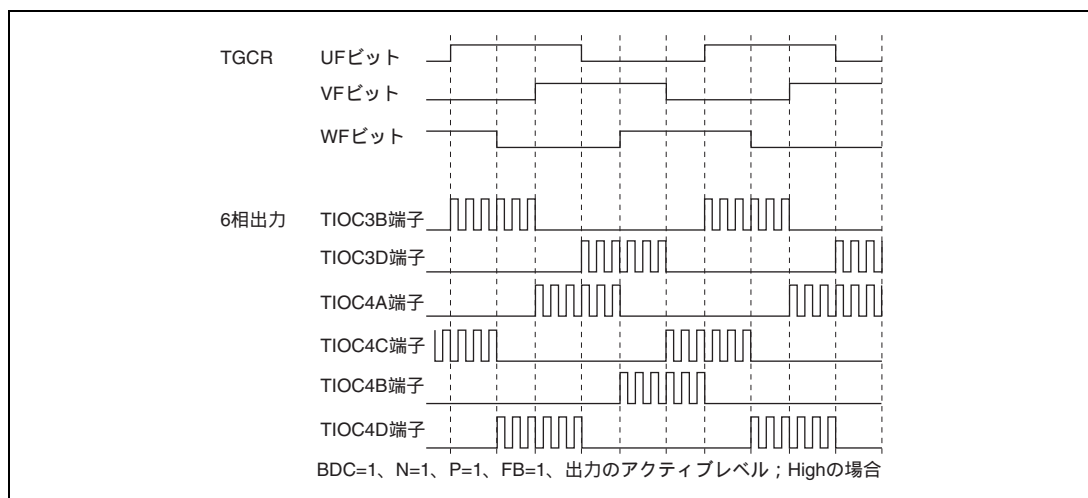 TGCR UFビット
VFビット
WFビット
6相出力 TIOC3B端子
TIOC3D端子
TIOC4A端子
TIOC4C端子
TIOC4B端子
TIOC4D端子
BDC=1、N=1、P=1、FB=1、出力のアクティブレベル；Highの場合